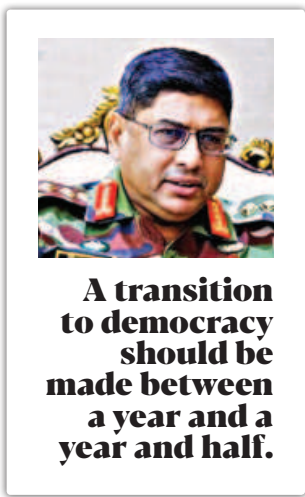 A transition
to democracy
should be
made between
a year and a
year and half.